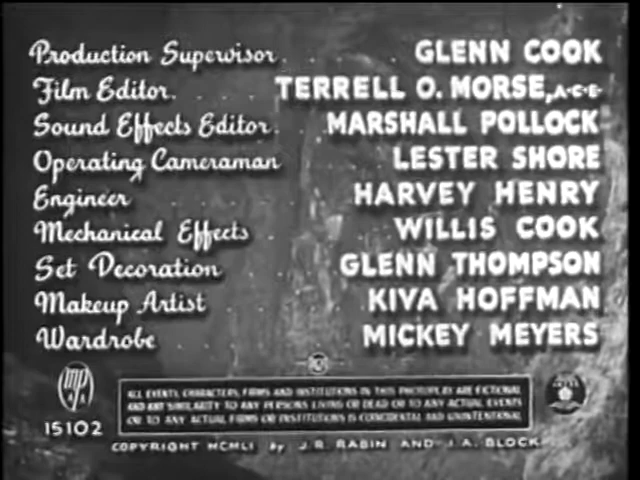 Production Supervisor. . . . . GLENN COOK
Film Editor. . . . TERRELL O. MORSE, A·C·E·
Sound Effects Editor. . MARSHALL POLLOCK
Operating Cameraman . . . LESTER SHORE
Engineer . . . . . . HARVEY HENRY
Mechanical Effects . . . . WILLIS COOK
Set Decoration . . . GLENN THOMPSON
Makeup Artist . . . . KIVA HOFFMAN
Wardrobe . . . . . . MICKEY MEYERS
ALL EVENTS, CHARACTERS, FIRMS AND INSTITUTIONS IN THIS PHOTOPLAY ARE FICTIONAL
AND ANY SIMILARITY TO ANY PERSONS LIVING OR DEAD OR TO ANY ACTUAL EVENTS
OR TO ANY ACTUAL FIRMS OR INSTITUTIONS IS COINCIDENTAL AND UNINTENTIONAL
15102
COPYRIGHT MCMLI by J.R. RABIN AND J.A. BLOCK